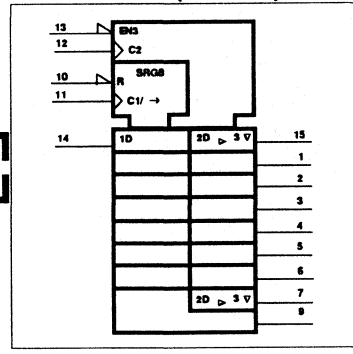 13 EN3
12 C2
SRG8
10 R
11 C1/ →
14 1D 2D ▷ 3 ▽ 15
1
2
3
4
5
6
2D ▷ 3 ▽ 7
9